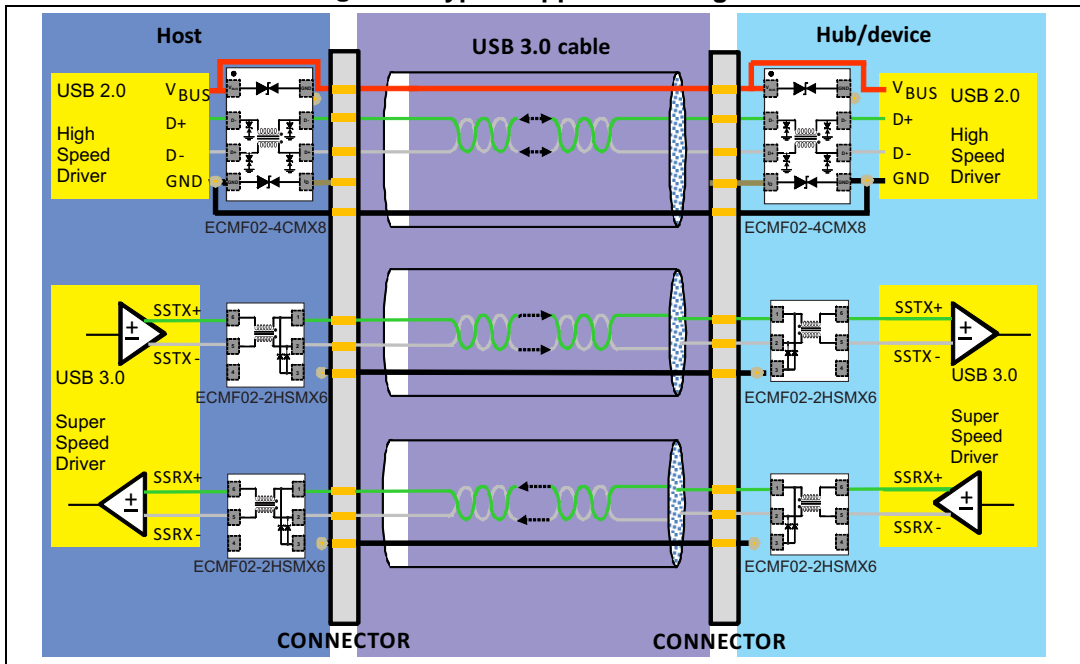 Host
USB 3.0 cable
Hub/device
USB 2.0
High
Speed
Driver
VBUS
D+
D-
GND
ECMF02-4CMX8
VBUS
D+
D-
GND
USB 2.0
High
Speed
Driver
ECMF02-4CMX8
SSTX+
SSTX-
USB 3.0
Super
Speed
Driver
SSRX+
SSRX-
ECMF02-2HSMX6
ECMF02-2HSMX6
ECMF02-2HSMX6
ECMF02-2HSMX6
SSTX+
SSTX-
USB 3.0
Super
Speed
Driver
SSRX+
SSRX-
CONNECTOR
CONNECTOR